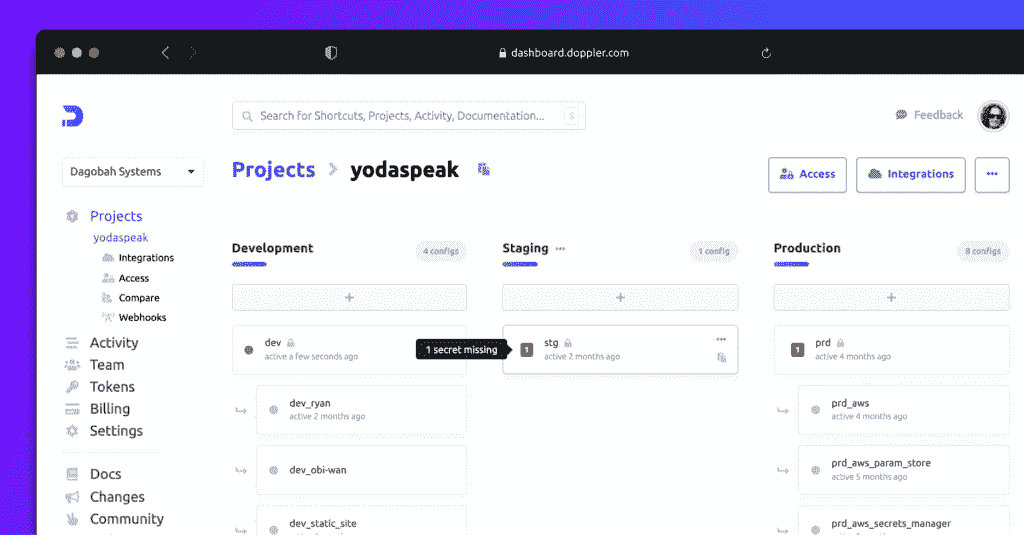 dashboard.doppler.com
Search for Shortcuts, Projects, Activity, Documentation...
S
Feedback
Dagobah Systems
Projects > yodaspeak
Access
Integrations
Projects
yodaspeak
Integrations
Access
Compare
Webhooks
Activity
Team
Tokens
Billing
Settings
Docs
Changes
Community
Development
4 configs
+
dev
active a few seconds ago
dev_ryan
active 2 months ago
dev_obi-wan
dev_static_site
Staging
1 config
+
1 secret missing
1
stg
active 2 months ago
Production
8 configs
+
1
prd
active 4 months ago
prd_aws
active 4 months ago
prd_aws_param_store
active 5 months ago
prd_aws_secrets_manager